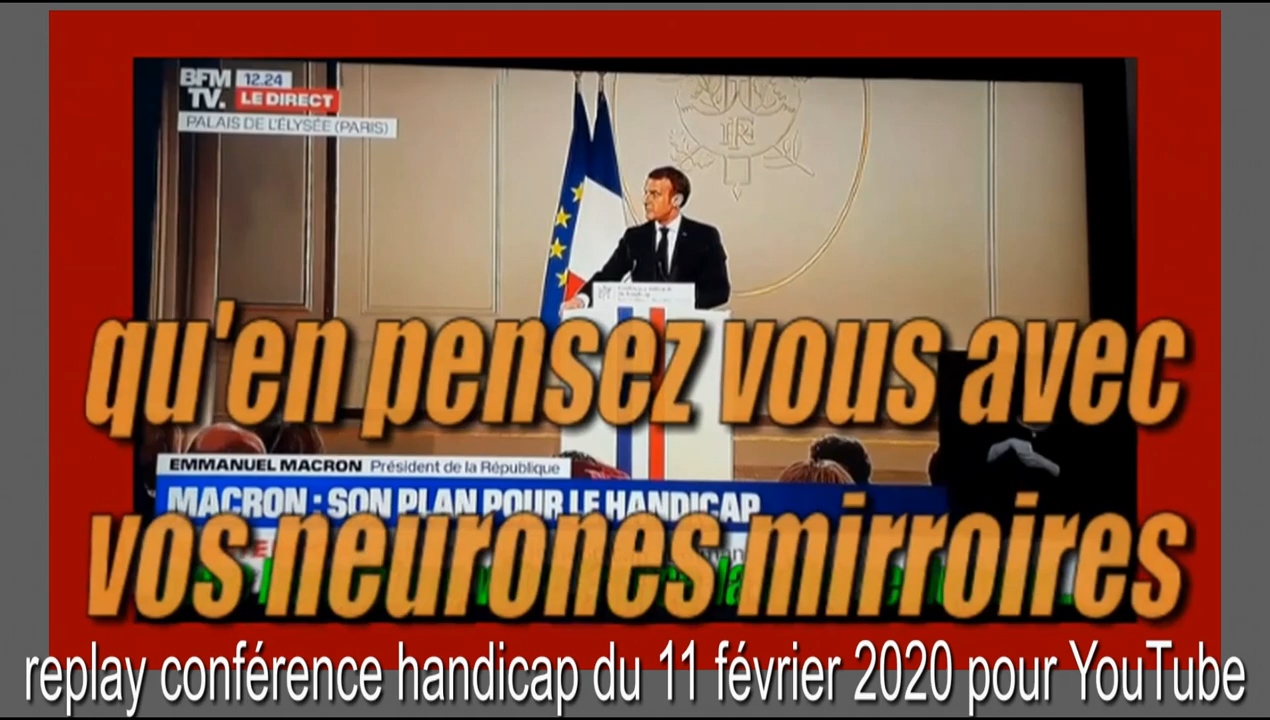 BFM 12.24
TV. LE DIRECT
PALAIS DE L'ÉLYSÉE (PARIS)
qu'en pensez vous avec
EMMANUEL MACRON Président de la République
MACRON : SON PLAN POUR LE HANDICAP
vos neurones mirroires
replay conférence handicap du 11 février 2020 pour YouTube